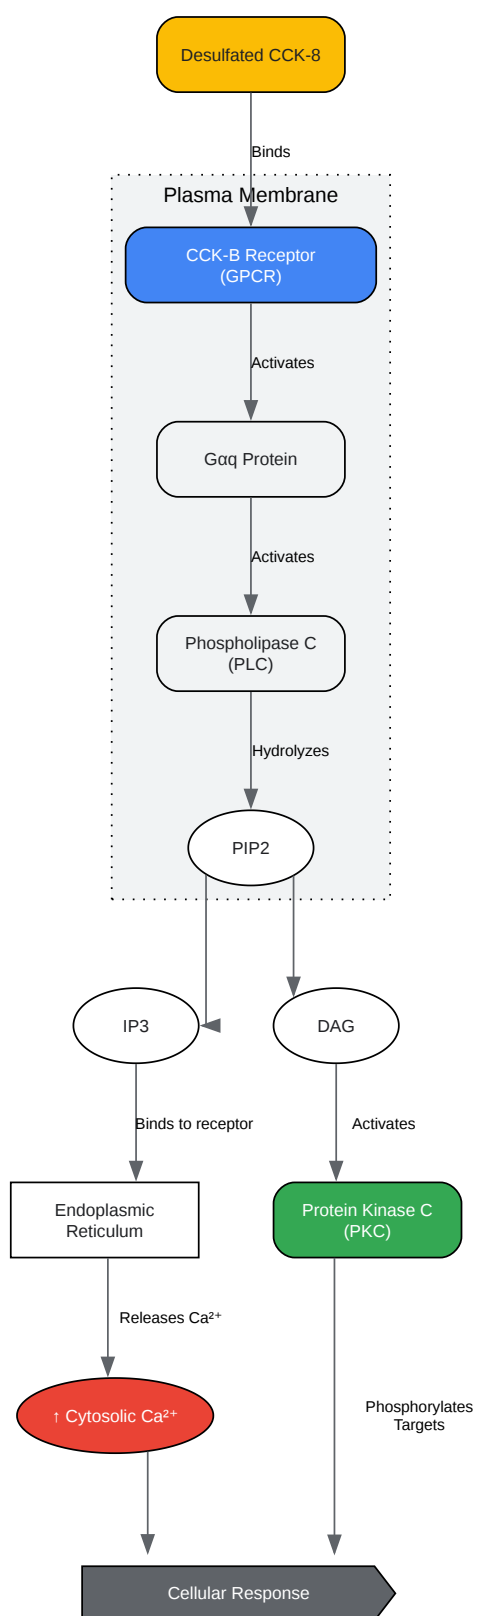 Desulfated CCK-8
Binds
Plasma Membrane
CCK-B Receptor
(GPCR)
Activates
Gαq Protein
Activates
Phospholipase C
(PLC)
Hydrolyzes
PIP2
IP3
DAG
Binds to receptor
Activates
Endoplasmic
Reticulum
Protein Kinase C
(PKC)
Releases Ca²⁺
Phosphorylates
Targets
↑ Cytosolic Ca²⁺
Cellular Response